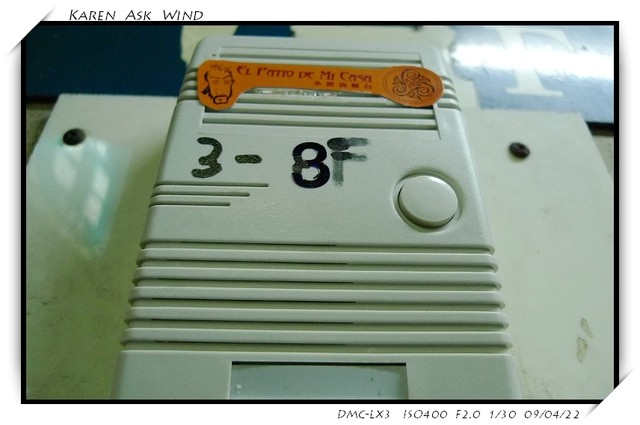 KAREN ASK WIND
EL PATIO DE MI CASA
3-8F
DMC-LX3 ISO400 F2.0 1/30 09/04/22